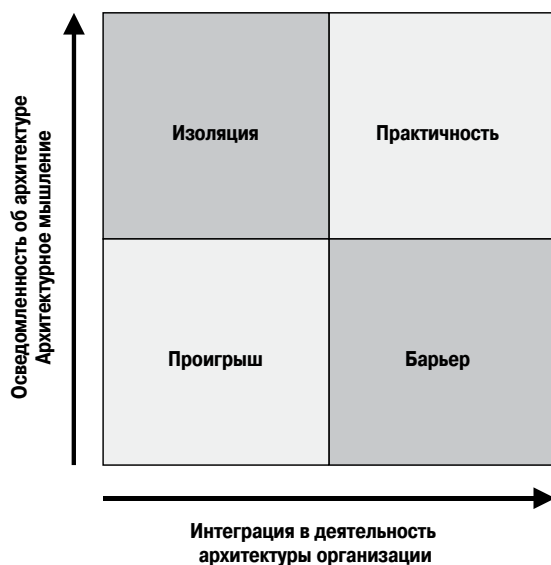 Осведомленность об архитектуре
Архитектурное мышление
Изоляция
Практичность
Проигрыш
Барьер
Интеграция в деятельность
архитектуры организации